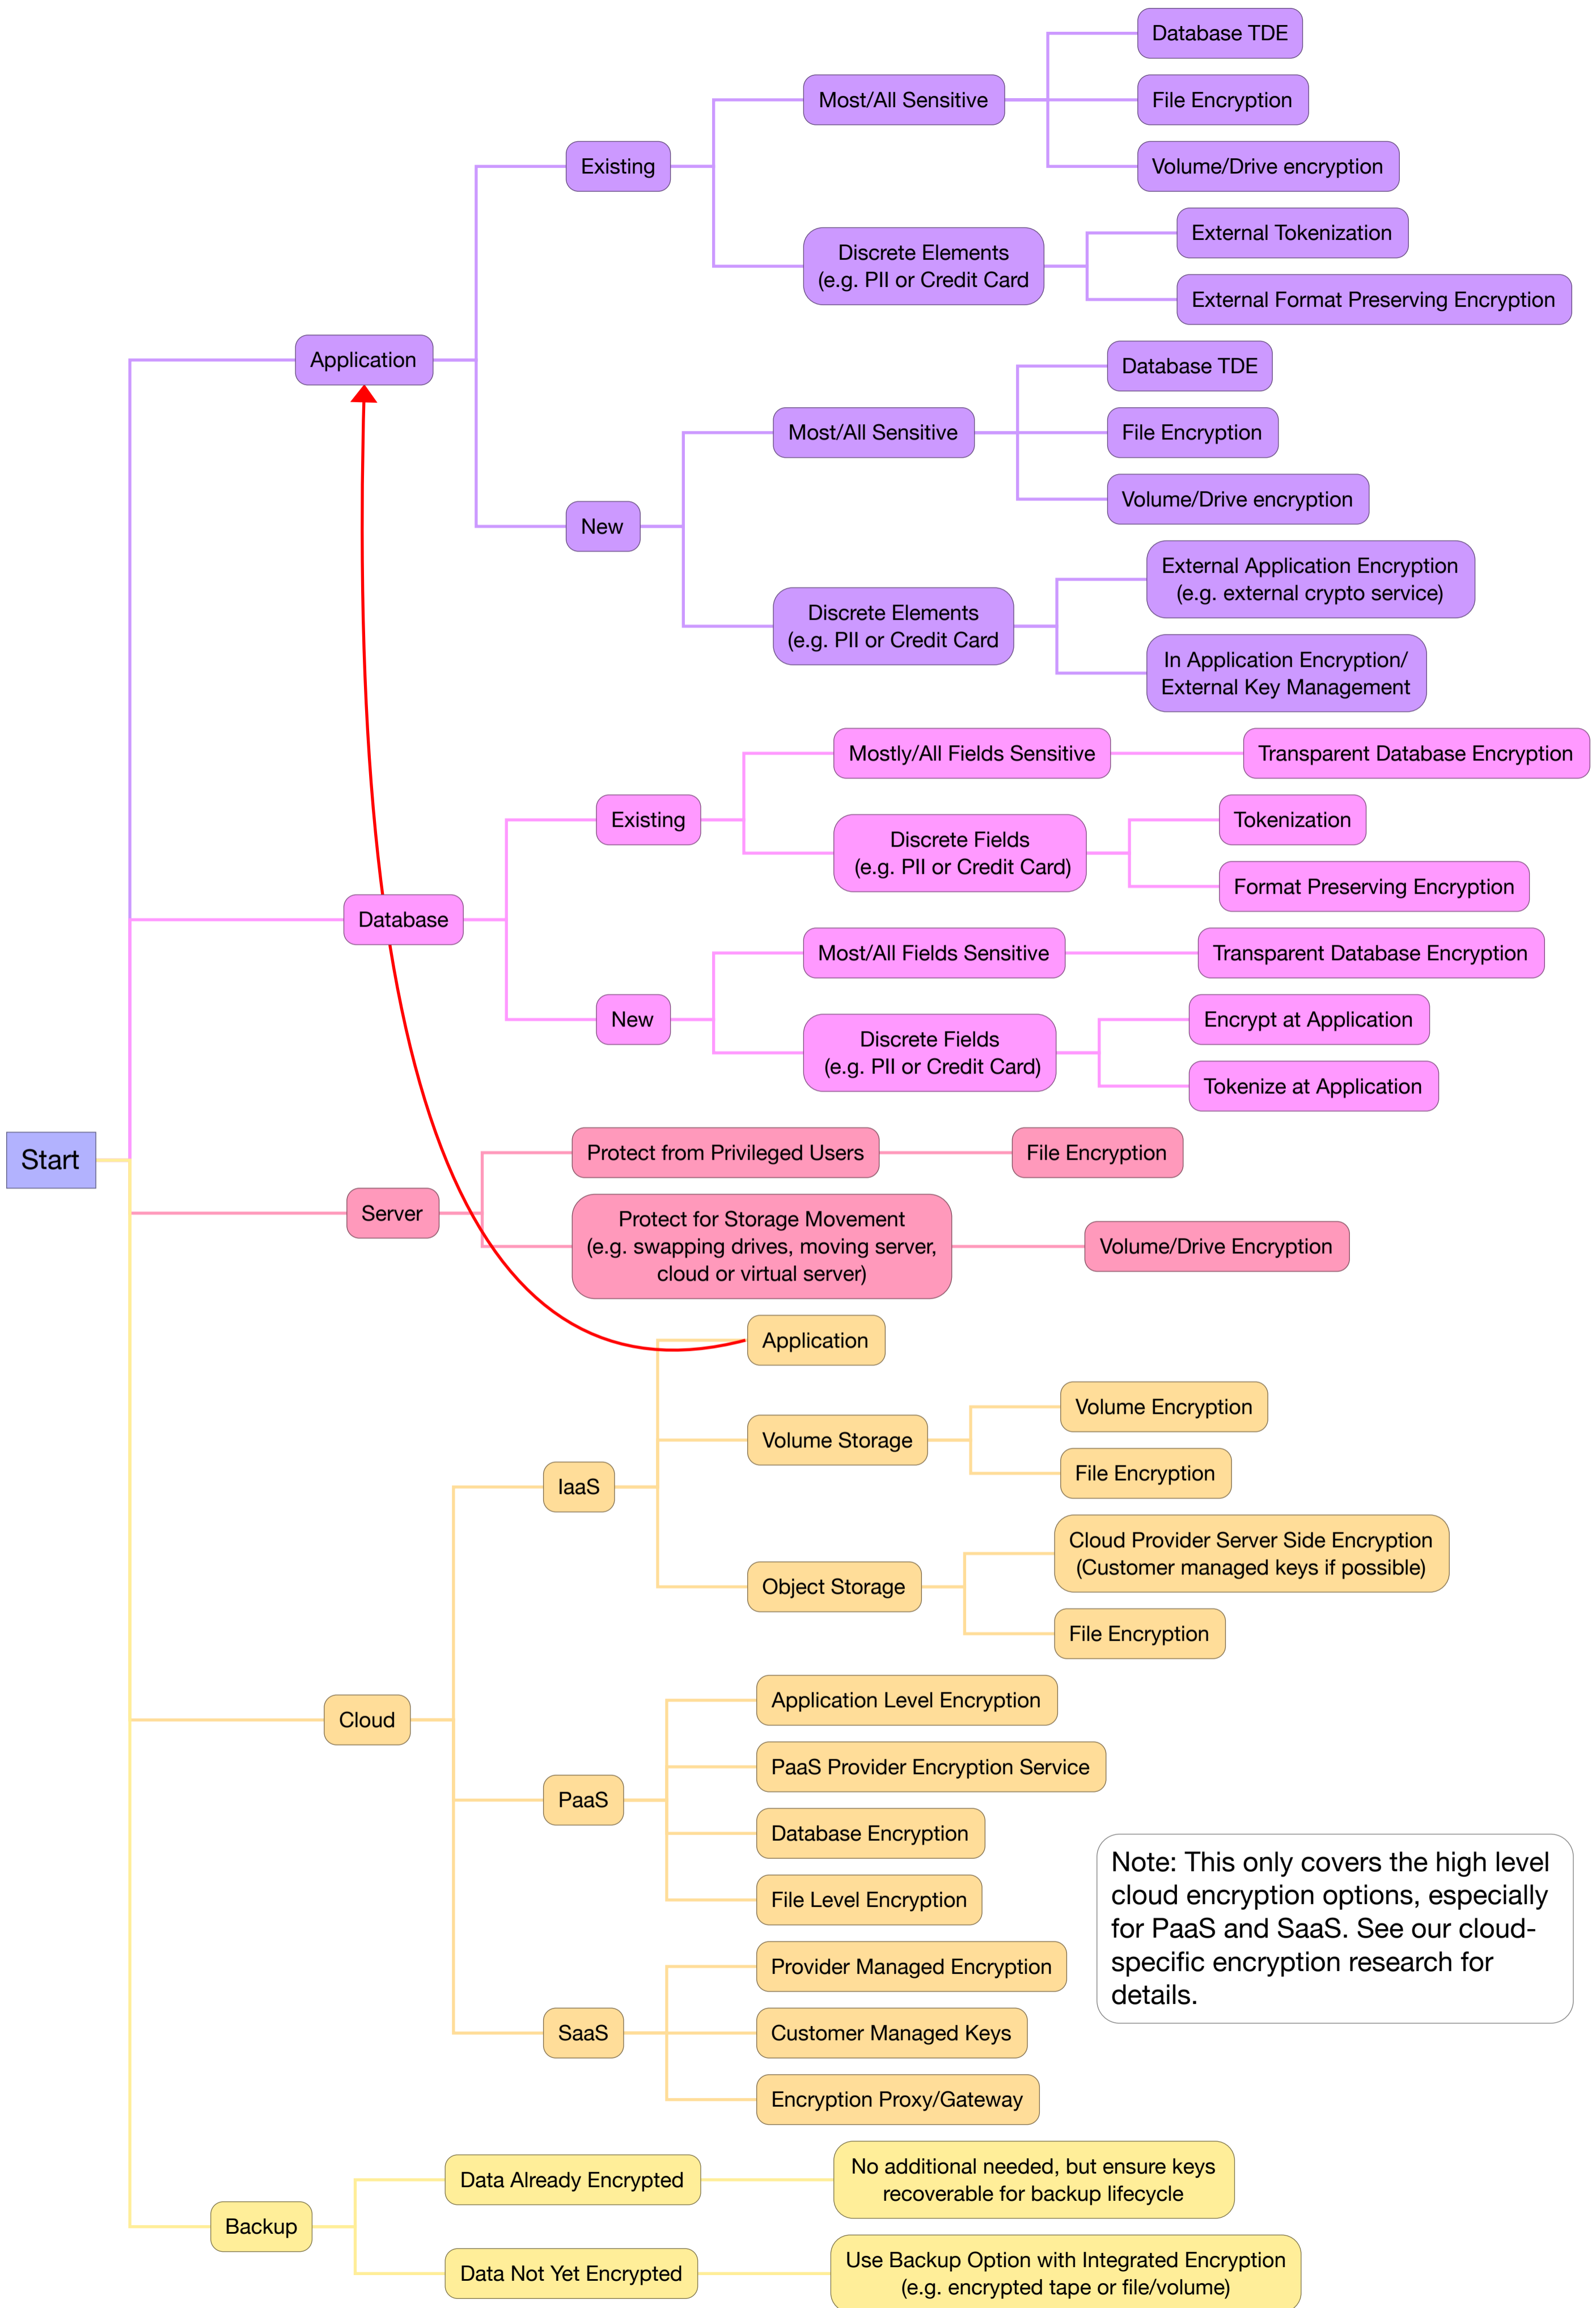 Database TDE
Most/All Sensitive
File Encryption
Existing
Volume/Drive encryption
External Tokenization
Discrete Elements
(e.g. PII or Credit Card
External Format Preserving Encryption
Application
Database TDE
Most/All Sensitive
File Encryption
Volume/Drive encryption
New
External Application Encryption
(e.g. external crypto service)
Discrete Elements
(e.g. PII or Credit Card
In Application Encryption/
External Key Management
Mostly/All Fields Sensitive
Transparent Database Encryption
Existing
Tokenization
Discrete Fields
(e.g. PII or Credit Card)
Format Preserving Encryption
Database
Most/All Fields Sensitive
Transparent Database Encryption
New
Encrypt at Application
Discrete Fields
(e.g. PII or Credit Card)
Tokenize at Application
Start
Protect from Privileged Users
File Encryption
Server
Protect for Storage Movement
(e.g. swapping drives, moving server,
cloud or virtual server)
Volume/Drive Encryption
Application
Volume Encryption
Volume Storage
File Encryption
IaaS
Cloud Provider Server Side Encryption
(Customer managed keys if possible)
Object Storage
File Encryption
Cloud
Application Level Encryption
PaaS Provider Encryption Service
PaaS
Database Encryption
File Level Encryption
Note: This only covers the high level
cloud encryption options, especially
for PaaS and SaaS. See our cloud-
specific encryption research for
details.
Provider Managed Encryption
SaaS
Customer Managed Keys
Encryption Proxy/Gateway
Data Already Encrypted
No additional needed, but ensure keys
recoverable for backup lifecycle
Backup
Data Not Yet Encrypted
Use Backup Option with Integrated Encryption
(e.g. encrypted tape or file/volume)